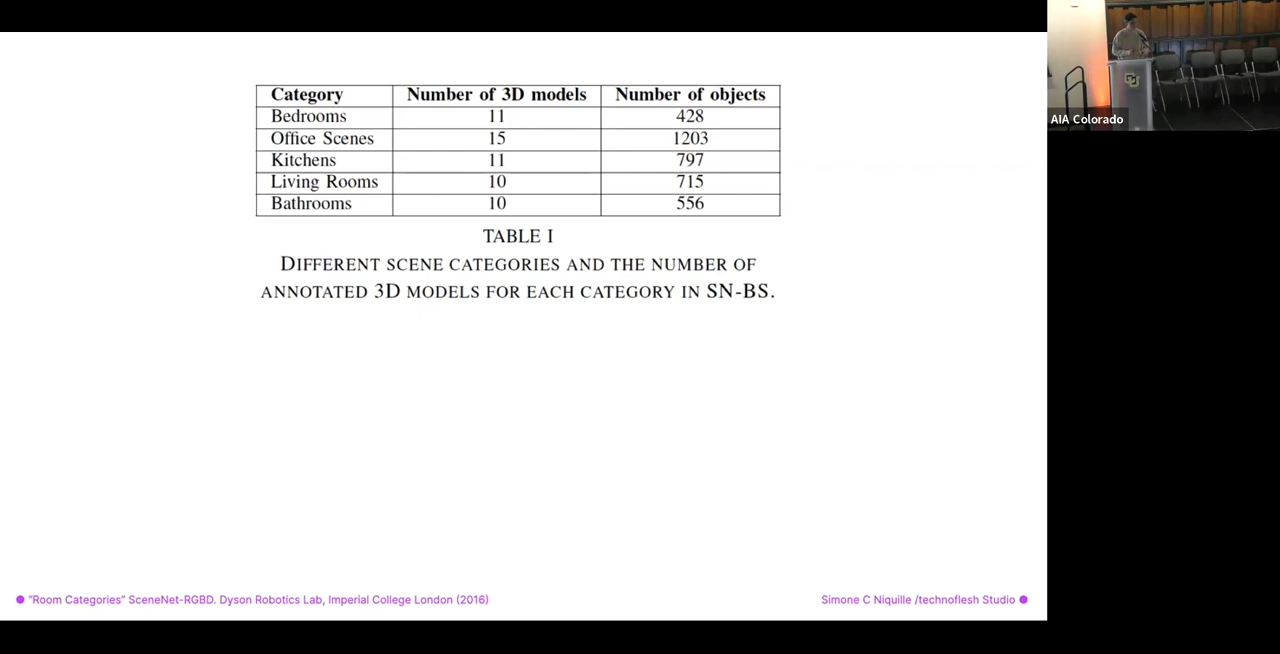 Category Number of 3D models Number of objects
Bedrooms 11 428
Office Scenes 15 1203
Kitchens 11 797
Living Rooms 10 715
Bathrooms 10 556
TABLE I
DIFFERENT SCENE CATEGORIES AND THE NUMBER OF
ANNOTATED 3D MODELS FOR EACH CATEGORY IN SN-BS.
"Room Categories" SceneNet-RGBD. Dyson Robotics Lab, Imperial College London (2016)
Simone C Niquille /technoflesh Studio
CU
AIA Colorado